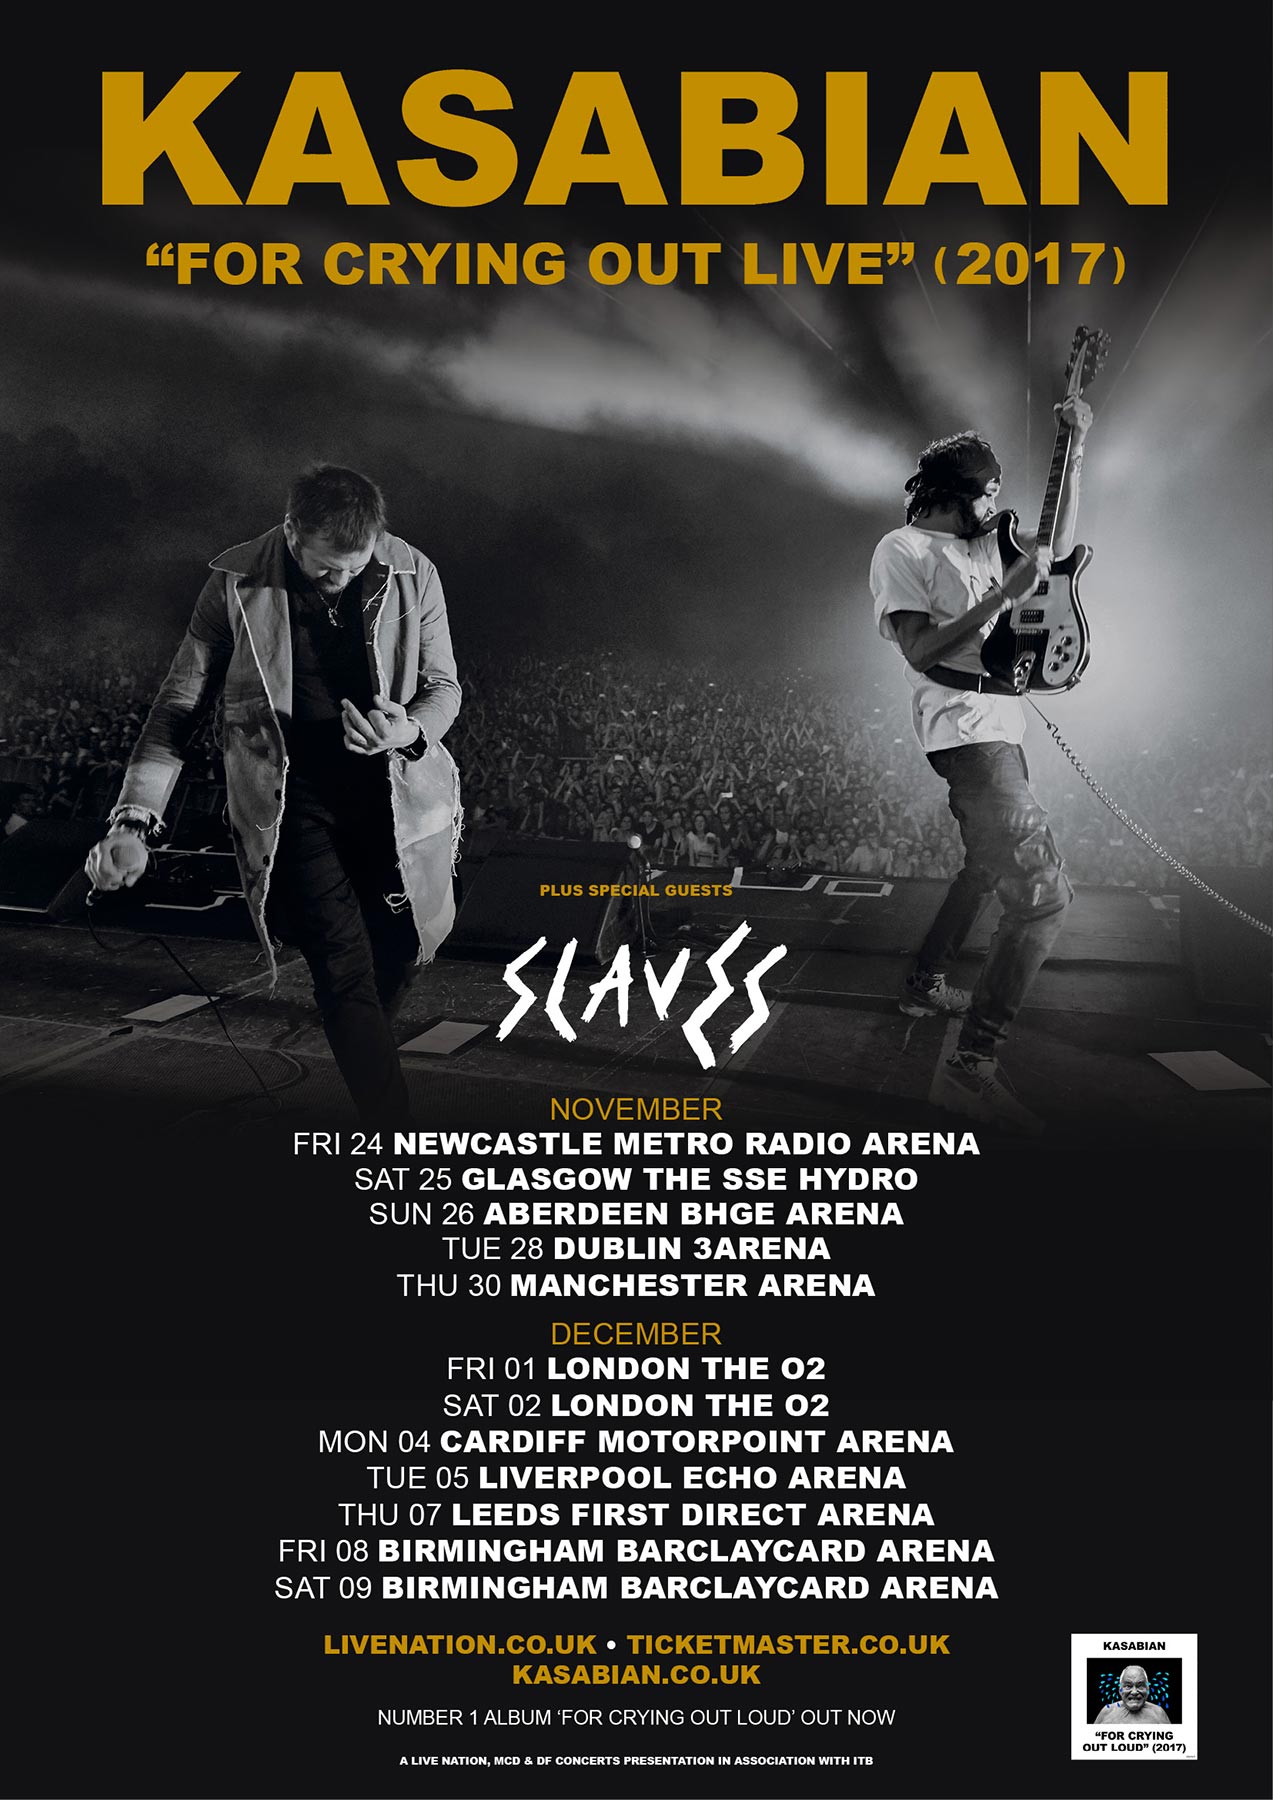 KASABIAN
“FOR CRYING OUT LIVE” (2017)
PLUS SPECIAL GUESTS
SLAVES
NOVEMBER
FRI 24 NEWCASTLE METRO RADIO ARENA
SAT 25 GLASGOW THE SSE HYDRO
SUN 26 ABERDEEN BHGE ARENA
TUE 28 DUBLIN 3ARENA
THU 30 MANCHESTER ARENA
DECEMBER
FRI 01 LONDON THE O2
SAT 02 LONDON THE O2
MON 04 CARDIFF MOTORPOINT ARENA
TUE 05 LIVERPOOL ECHO ARENA
THU 07 LEEDS FIRST DIRECT ARENA
FRI 08 BIRMINGHAM BARCLAYCARD ARENA
SAT 09 BIRMINGHAM BARCLAYCARD ARENA
LIVENATION.CO.UK • TICKETMASTER.CO.UK
KASABIAN.CO.UK
NUMBER 1 ALBUM ‘FOR CRYING OUT LOUD’ OUT NOW
A LIVE NATION, MCD & DF CONCERTS PRESENTATION IN ASSOCIATION WITH ITB
KASABIAN
“FOR CRYING
OUT LOUD” (2017)